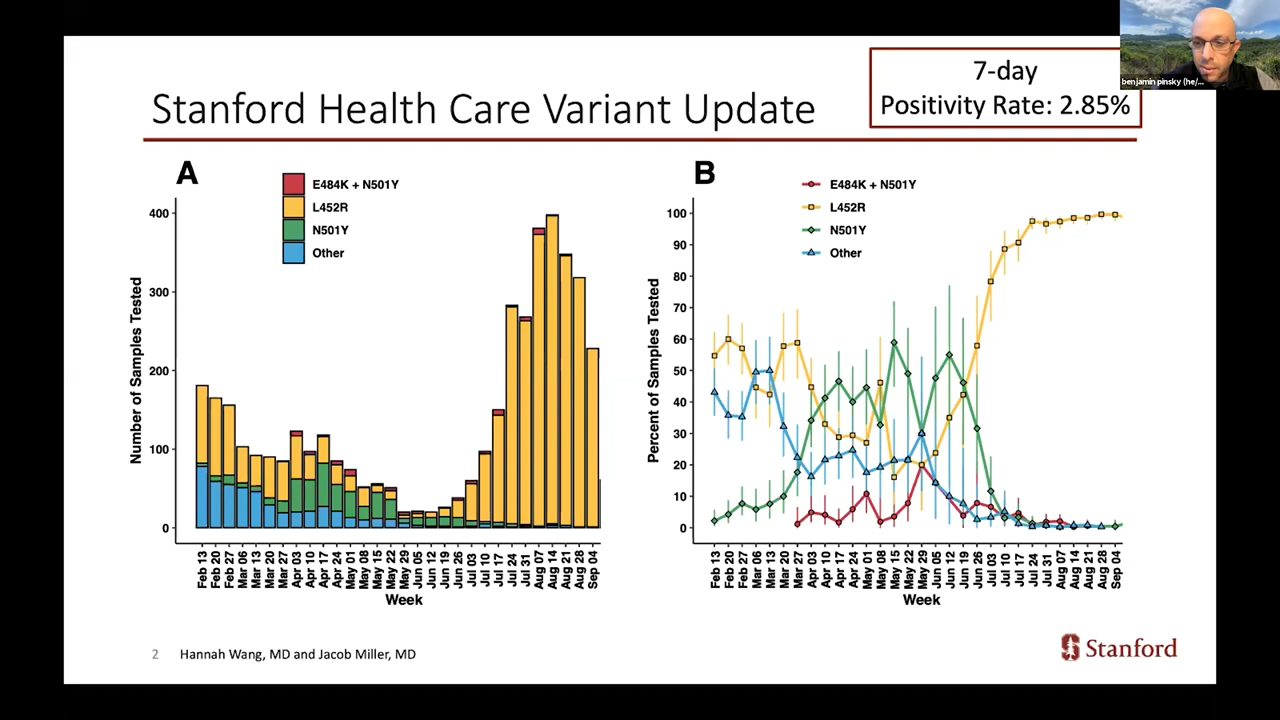 7-day
Positivity Rate: 2.85%
benjamin pinsky (he/...
Stanford Health Care Variant Update
A
E484K + N501Y
L452R
N501Y
Other
Number of Samples Tested
400
300
200
100
0
Feb 13
Feb 20
Feb 27
Mar 06
Mar 13
Mar 20
Mar 27
Apr 03
Apr 10
Apr 17
Apr 24
May 01
May 08
May 15
May 22
May 29
Jun 05
Jun 12
Jun 19
Jun 26
Jul 03
Jul 10
Jul 17
Jul 24
Jul 31
Aug 07
Aug 14
Aug 21
Aug 28
Sep 04
Week
B
E484K + N501Y
L452R
N501Y
Other
Percent of Samples Tested
100
90
80
70
60
50
40
30
20
10
0
Feb 13
Feb 20
Feb 27
Mar 06
Mar 13
Mar 20
Mar 27
Apr 03
Apr 10
Apr 17
Apr 24
May 01
May 08
May 15
May 22
May 29
Jun 05
Jun 12
Jun 19
Jun 26
Jul 03
Jul 10
Jul 17
Jul 24
Jul 31
Aug 07
Aug 14
Aug 21
Aug 28
Sep 04
Week
2 Hannah Wang, MD and Jacob Miller, MD
Stanford